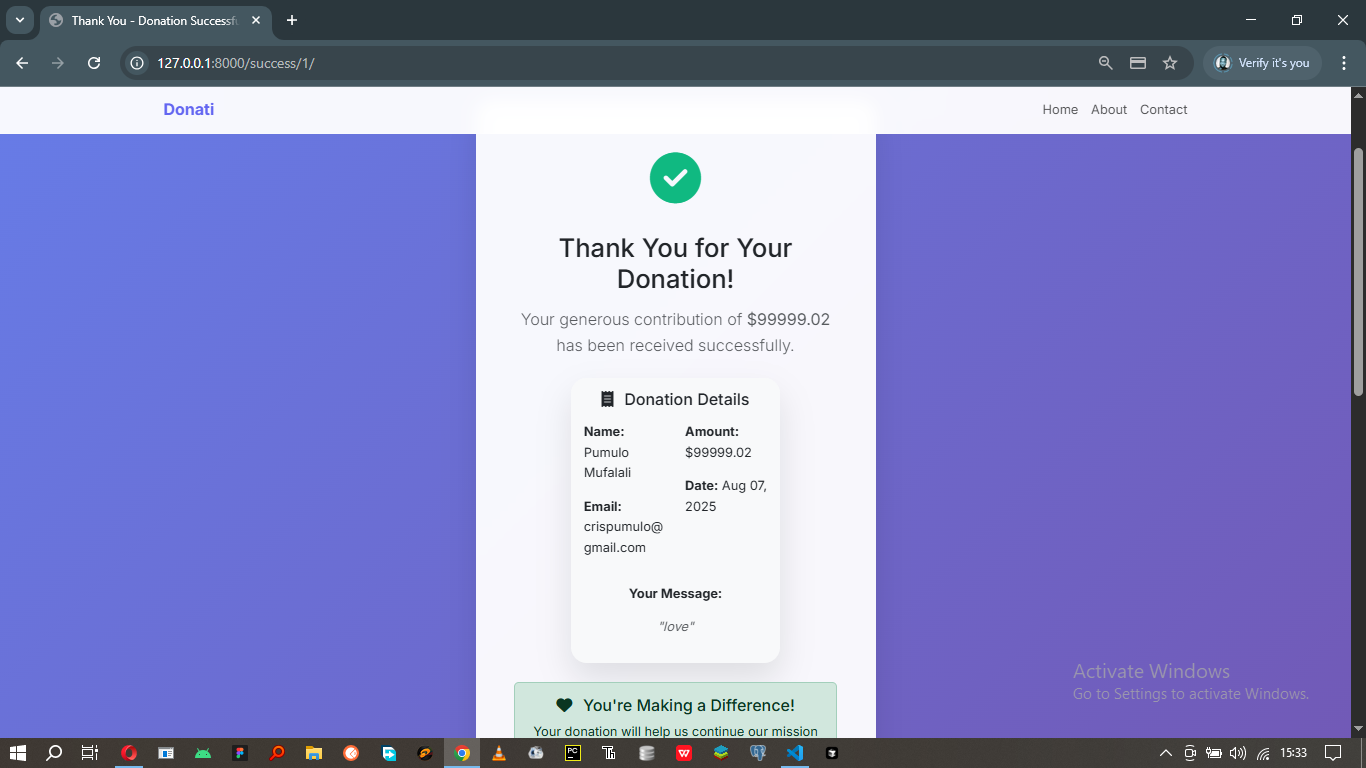 Thank You - Donation Successfu
127.0.0.1:8000/success/1/
Verify it's you
Donati
Home About Contact
Thank You for Your
Donation!
Your generous contribution of $99999.02
has been received successfully.
Donation Details
Name:
Pumulo
Mufalali
Email:
crispumulo@
gmail.com
Amount:
$99999.02
Date: Aug 07,
2025
Your Message:
"love"
You're Making a Difference!
Your donation will help us continue our mission
Activate Windows
Go to Settings to activate Windows.
PC
15:33